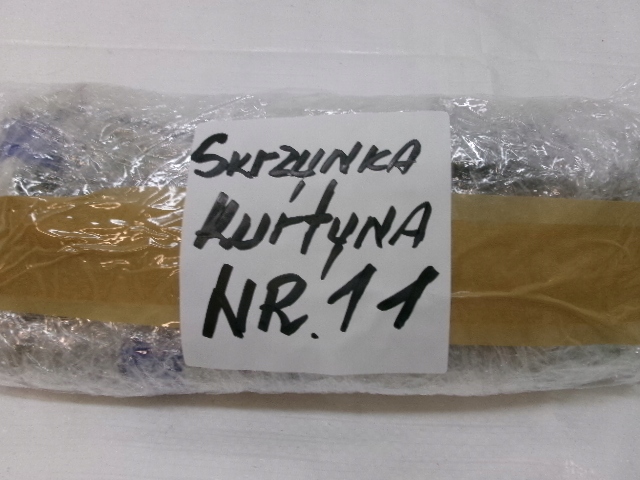 SKRZYNKA
i
KURtyNA
NR. 11